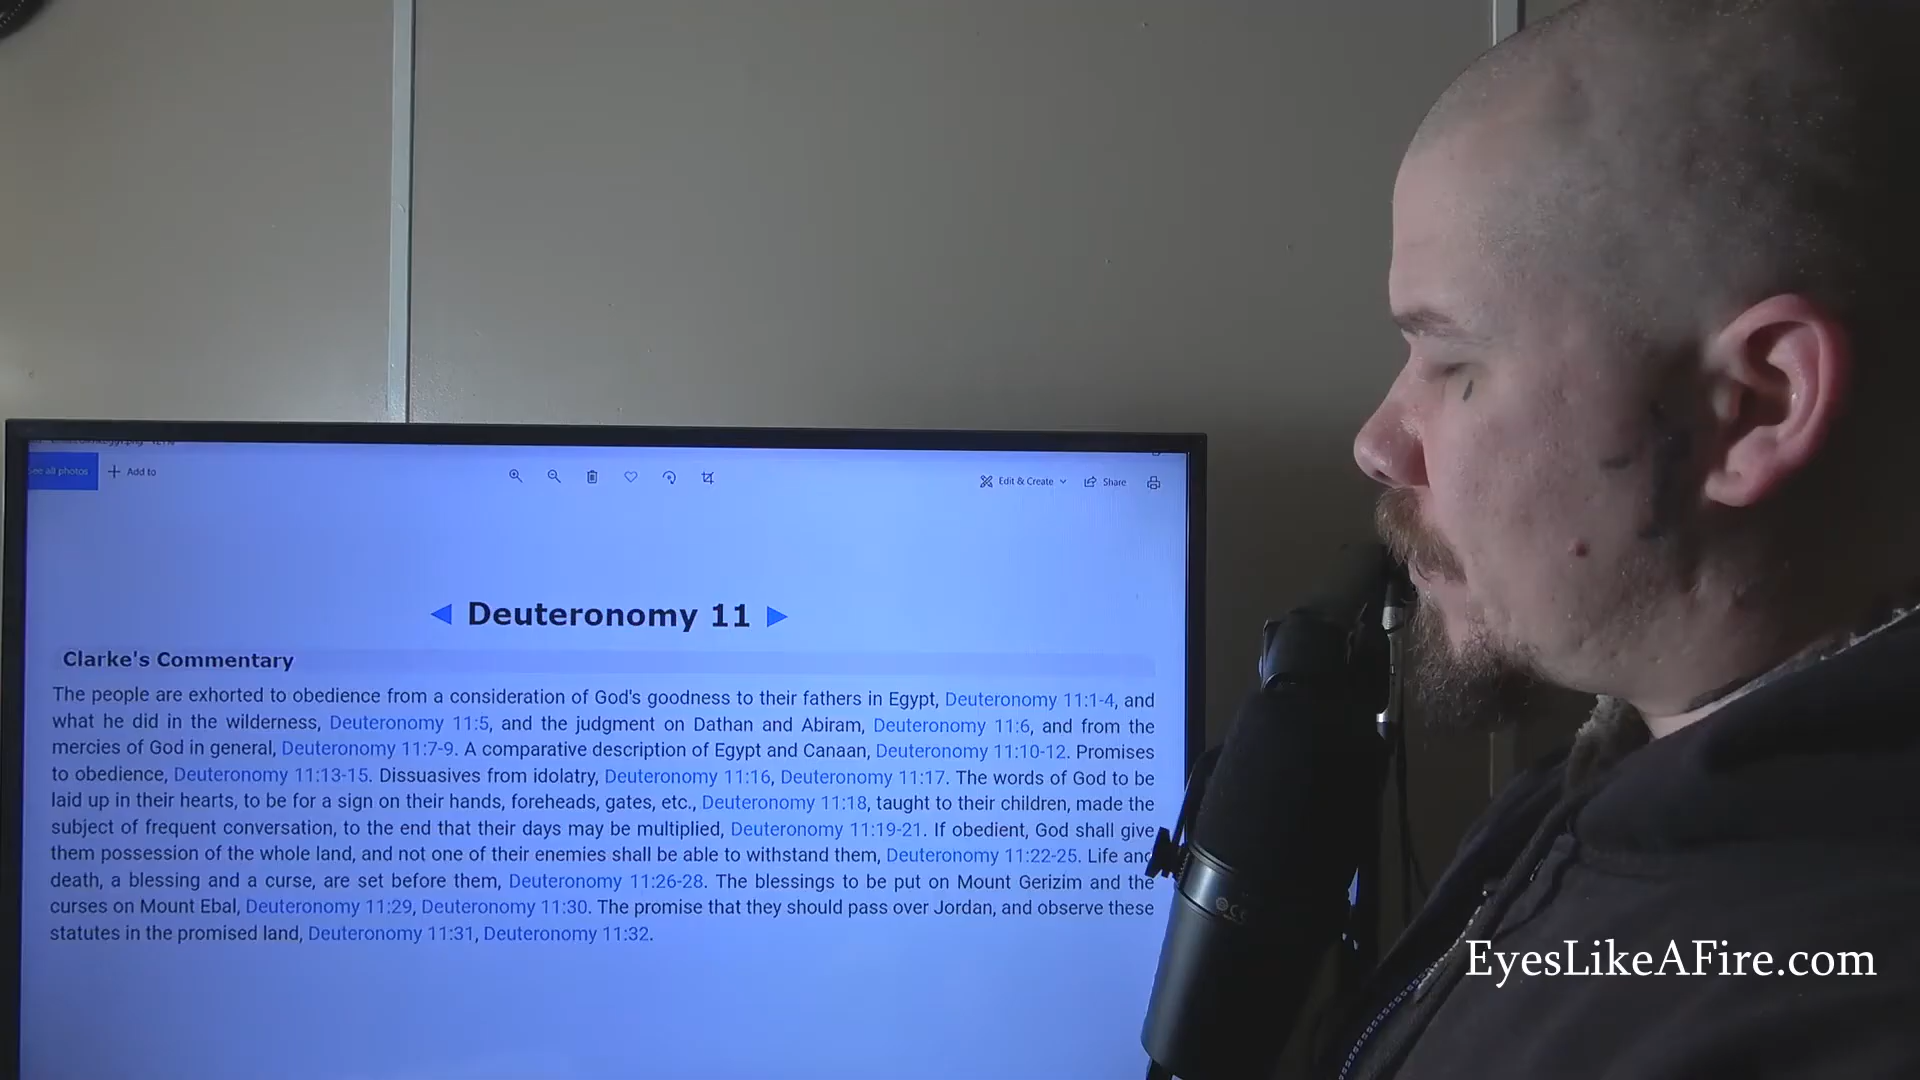 See all photos + Add to
Edit & Create Share
Deuteronomy 11
Clarke's Commentary
The people are exhorted to obedience from a consideration of God's goodness to their fathers in Egypt, Deuteronomy 11:1-4, and
what he did in the wilderness, Deuteronomy 11:5, and the judgment on Dathan and Abiram, Deuteronomy 11:6, and from the
mercies of God in general, Deuteronomy 11:7-9. A comparative description of Egypt and Canaan, Deuteronomy 11:10-12. Promises
to obedience, Deuteronomy 11:13-15. Dissuasives from idolatry, Deuteronomy 11:16, Deuteronomy 11:17. The words of God to be
laid up in their hearts, to be for a sign on their hands, foreheads, gates, etc., Deuteronomy 11:18, taught to their children, made the
subject of frequent conversation, to the end that their days may be multiplied, Deuteronomy 11:19-21. If obedient, God shall give
them possession of the whole land, and not one of their enemies shall be able to withstand them, Deuteronomy 11:22-25. Life and
death, a blessing and a curse, are set before them, Deuteronomy 11:26-28. The blessings to be put on Mount Gerizim and the
curses on Mount Ebal, Deuteronomy 11:29, Deuteronomy 11:30. The promise that they should pass over Jordan, and observe these
statutes in the promised land, Deuteronomy 11:31, Deuteronomy 11:32.
EyesLikeAFire.com